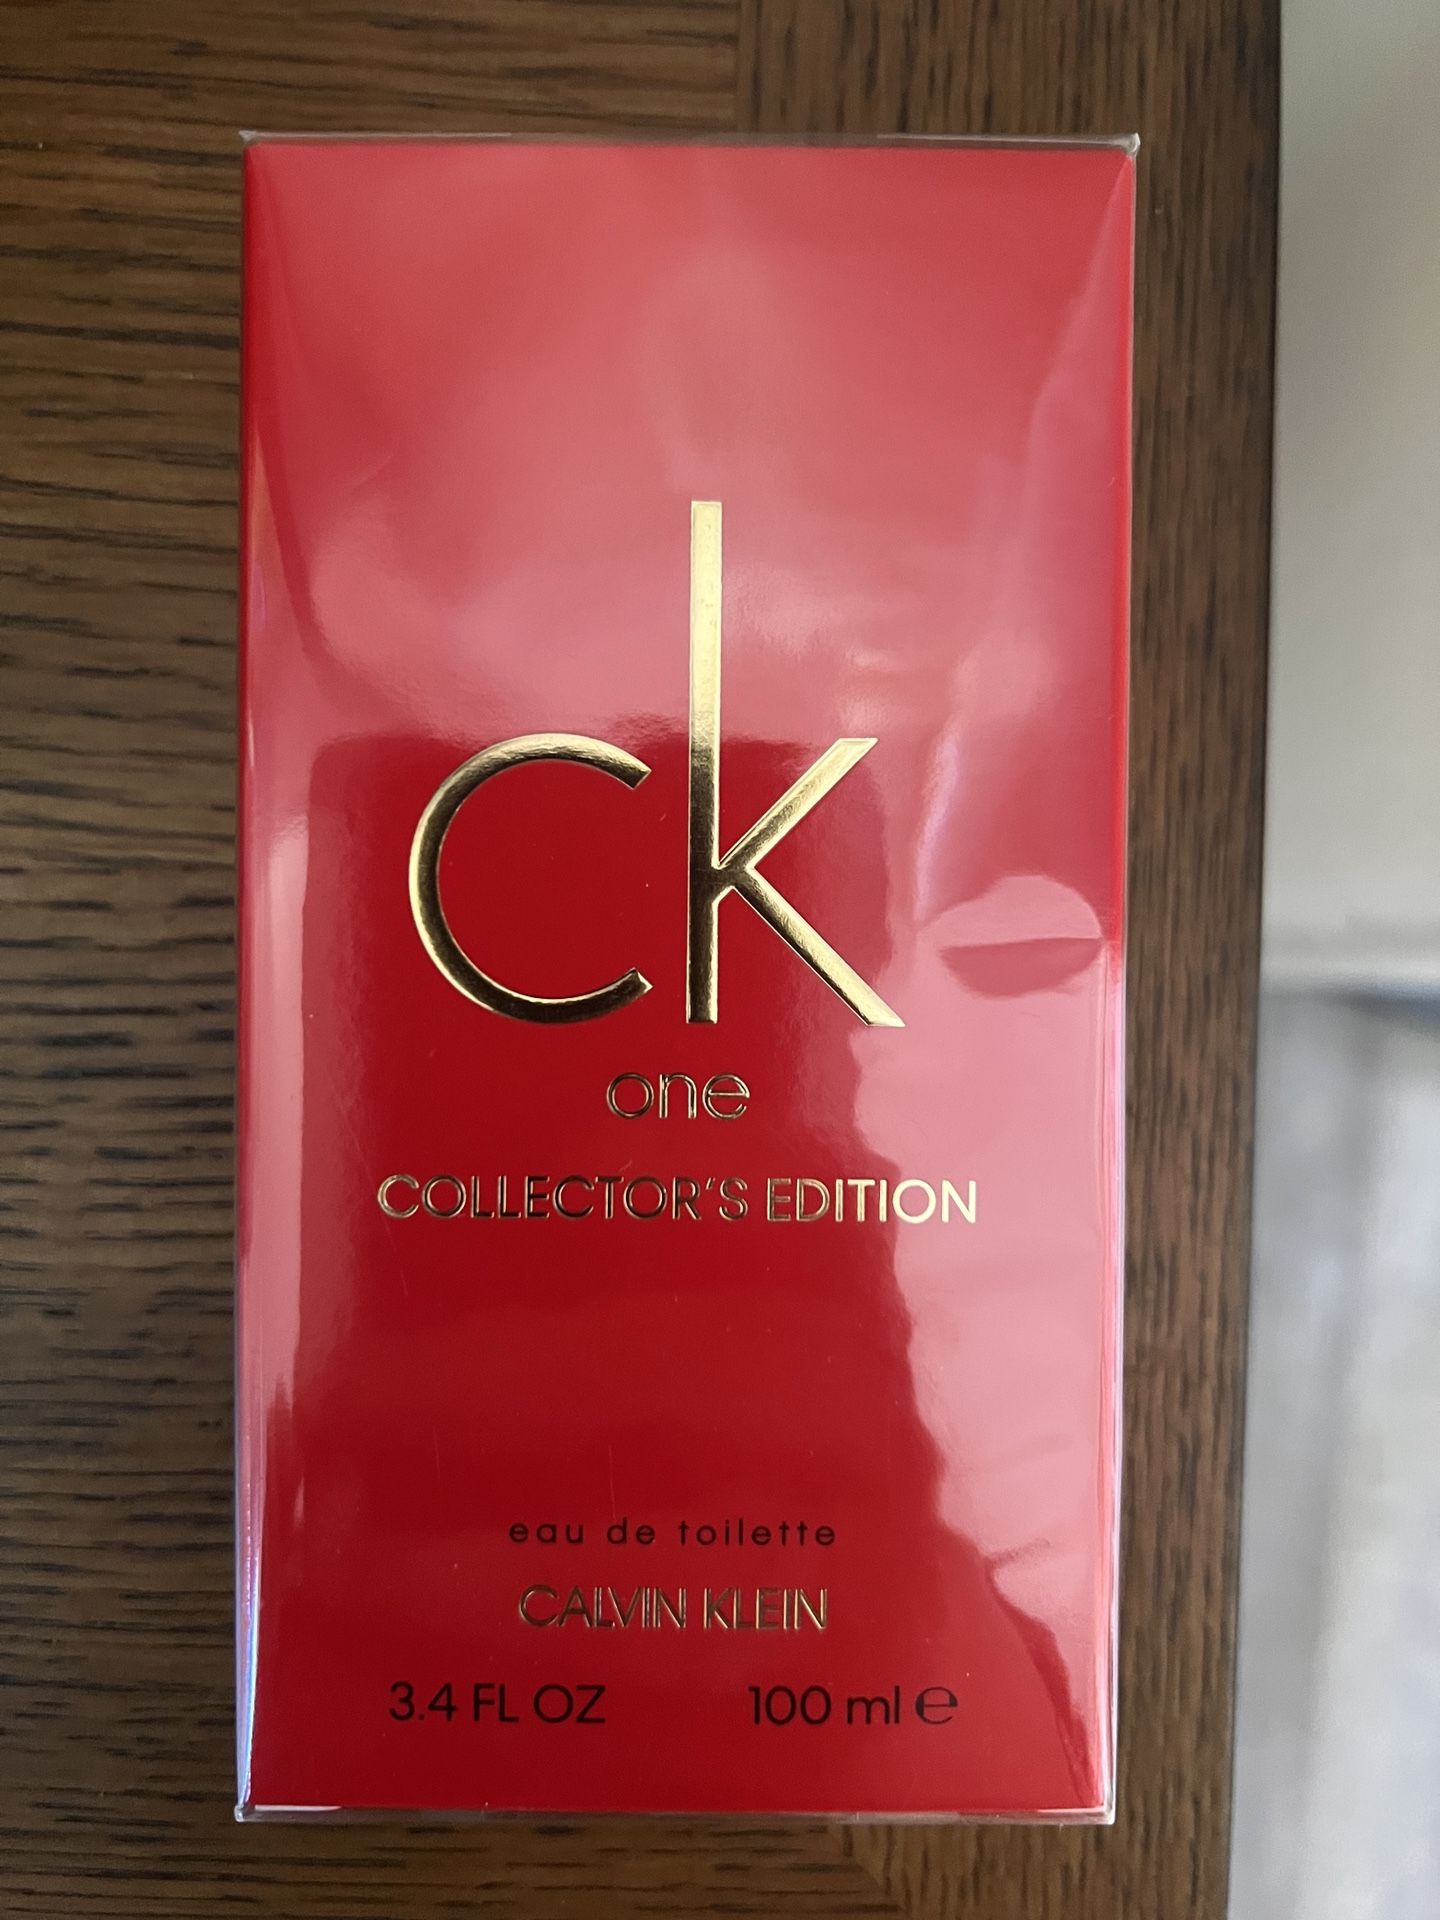 ck
one
COLLECTOR'S EDITION
eau de toilette
CALVIN KLEIN
3.4 FL OZ 100 ml ℮